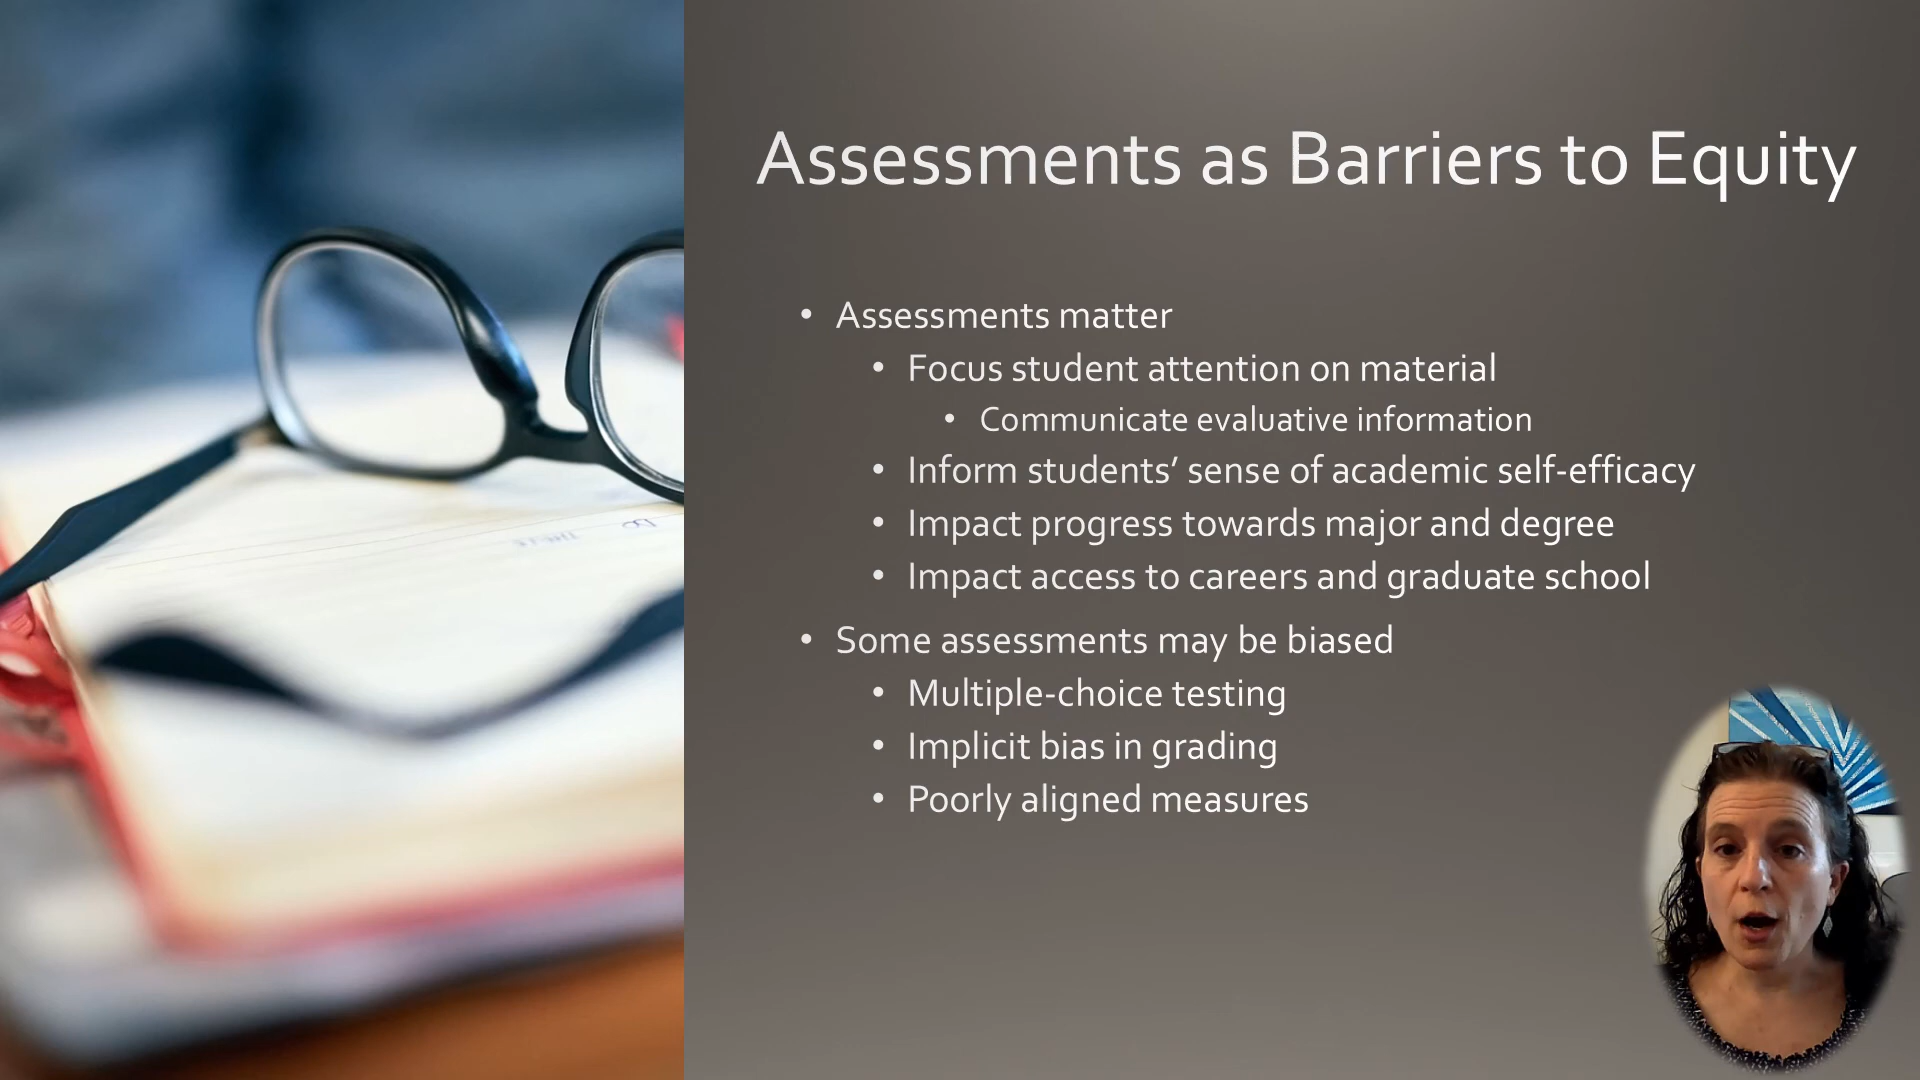 Assessments as Barriers to Equity
• Assessments matter
• Focus student attention on material
• Communicate evaluative information
• Inform students’ sense of academic self-efficacy
• Impact progress towards major and degree
• Impact access to careers and graduate school
• Some assessments may be biased
• Multiple-choice testing
• Implicit bias in grading
• Poorly aligned measures